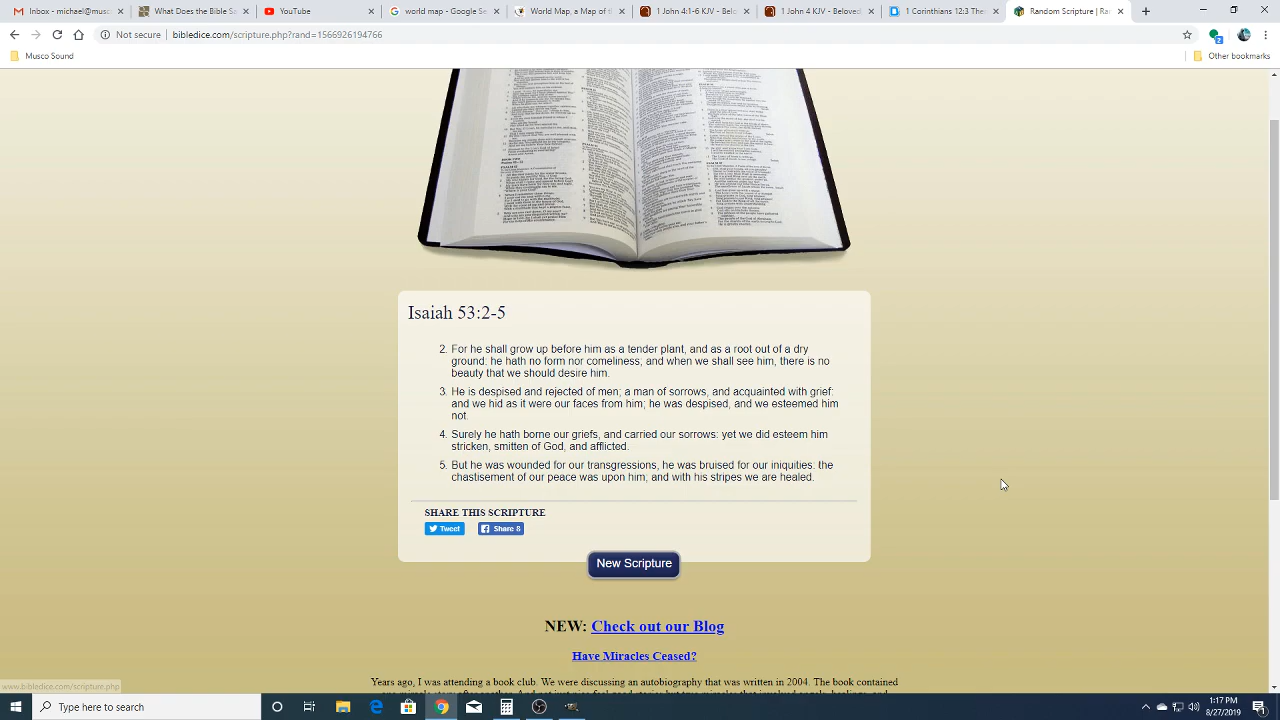 Inbox - michael@musc
What Does the Bible S
YouTube
world map - Google Se
World Map, a Map of t
1 John 4:1-6 KJV - Belo
1 John 4 KJV - Beloved
1 Corinthians 12:3 The
Random Scripture | Ra
Not secure | bibledice.com/scripture.php?rand=1566926194766
Musco Sound
Other bookmarks
Isaiah 53:2-5
2. For he shall grow up before him as a tender plant, and as a root out of a dry
ground: he hath no form nor comeliness; and when we shall see him, there is no
beauty that we should desire him.
3. He is despised and rejected of men; a man of sorrows, and acquainted with grief:
and we hid as it were our faces from him; he was despised, and we esteemed him
not.
4. Surely he hath borne our griefs, and carried our sorrows: yet we did esteem him
stricken, smitten of God, and afflicted.
5. But he was wounded for our transgressions, he was bruised for our iniquities: the
chastisement of our peace was upon him; and with his stripes we are healed.
SHARE THIS SCRIPTURE
Tweet
Share 8
New Scripture
NEW: Check out our Blog
Have Miracles Ceased?
Years ago, I was attending a book club. We were discussing an autobiography that was written in 2004. The book contained
www.bibledice.com/scripture.php
Type here to search
1:17 PM
8/27/2019